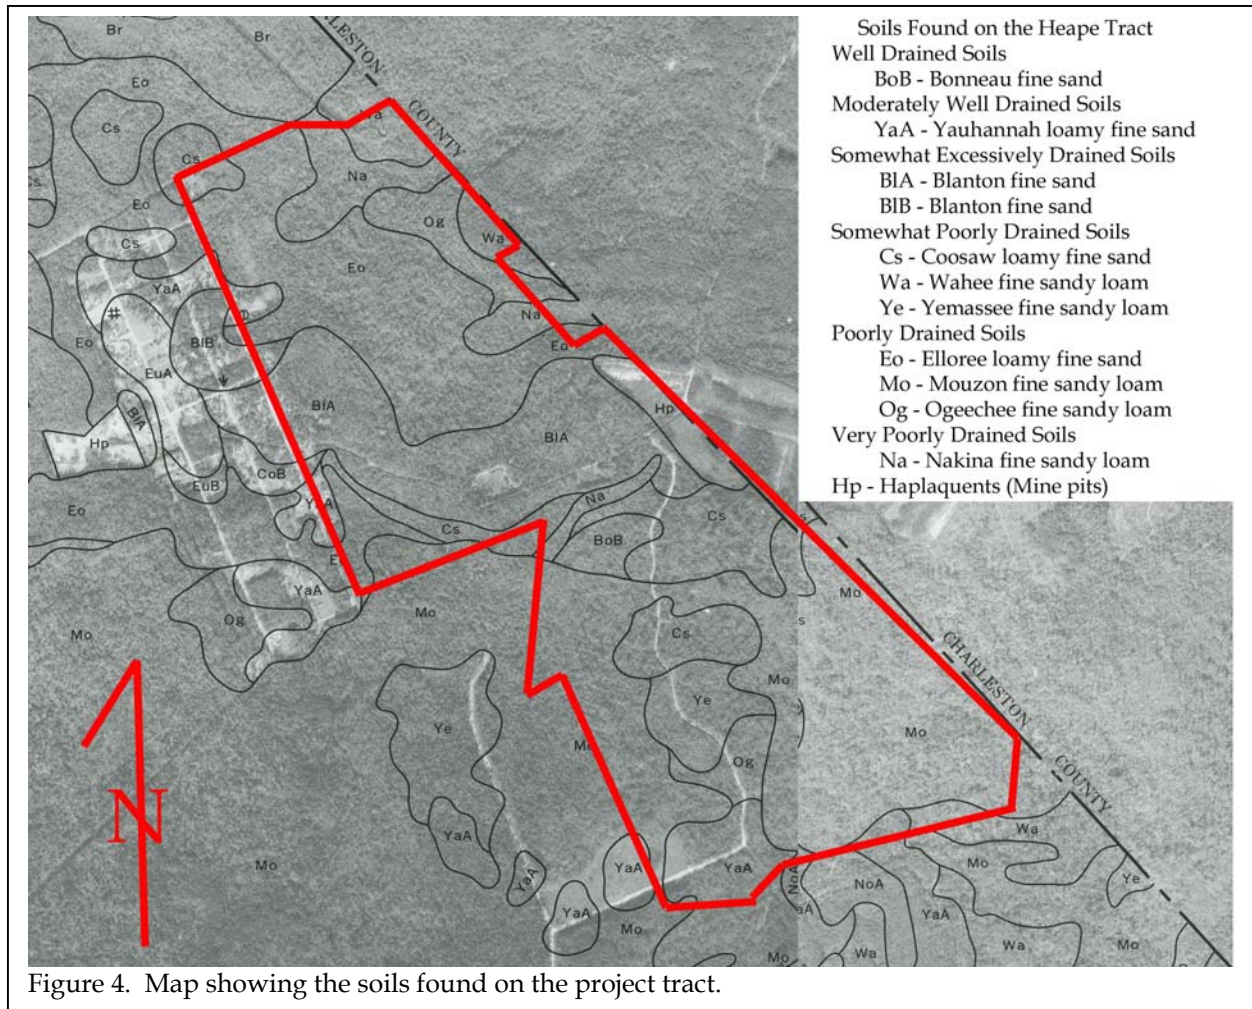 Soils Found on the Heape Tract
Well Drained Soils
BoB - Bonneau fine sand
Moderately Well Drained Soils
YaA - Yauhannah loamy fine sand
Somewhat Excessively Drained Soils
BlA - Blanton fine sand
BlB - Blanton fine sand
Somewhat Poorly Drained Soils
Cs - Coosaw loamy fine sand
Wa - Wahee fine sandy loam
Ye - Yemassee fine sandy loam
Poorly Drained Soils
Eo - Elloree loamy fine sand
Mo - Mouzon fine sandy loam
Og - Ogeechee fine sandy loam
Very Poorly Drained Soils
Na - Nakina fine sandy loam
Hp - Haplaquents (Mine pits)
Br
Br
LESTON
COUNTY
Eo
Cs
Cs
Cs
Na
Eo
Og
Wa
Cs
YaA
Eo
Eo
BlB
Na
Eo
EuA
BlA
BlA
BlA
Hp
Hp
EuB
CoB
YaA
Na
Cs
Cs
BoB
Eo
Mo
YaA
Og
Mo
Mo
Cs
Mo
CHARLESTON
COUNTY
Ye
Ye
Mo
Mo
Og
N
YaA
YaA
YaA
YaA
YaA
Mo
Mo
Mo
NoA
aA
Wa
Mo
NoA
Ye
YaA
Wa
Wa
Mo
Figure 4. Map showing the soils found on the project tract.